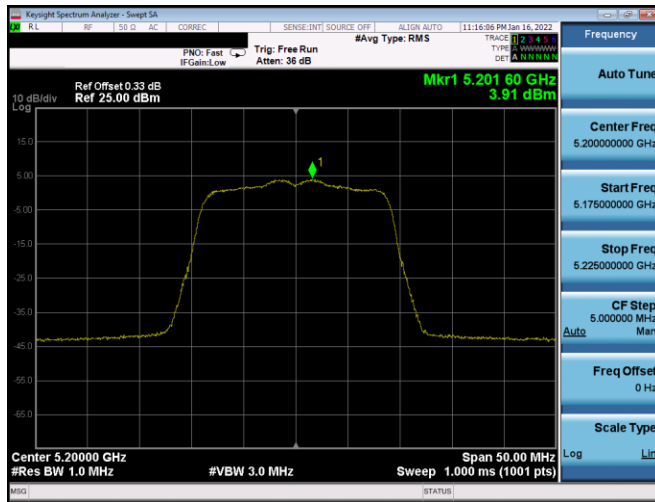 Keysight Spectrum Analyzer - Swept SA
RL RF 50 Ω AC CORREC SENSE:INT SOURCE OFF ALIGN AUTO 11:16:06 PM Jan 16, 2022
#Avg Type: RMS
TRACE 1 2 3 4 5 6
TYPE A WWWWW
DET A N N N N N
PNO: Fast
IFGain:Low
Trig: Free Run
Atten: 36 dB
Ref Offset 0.33 dB
Ref 25.00 dBm
10 dB/div
Log
Mkr1 5.201 60 GHz
3.91 dBm
15.0
5.00
-5.00
-15.0
-25.0
-35.0
-45.0
-55.0
-65.0
1
Center 5.20000 GHz
Span 50.00 MHz
#Res BW 1.0 MHz
#VBW 3.0 MHz
Sweep 1.000 ms (1001 pts)
MSG
STATUS
Frequency
Auto Tune
Center Freq
5.200000000 GHz
Start Freq
5.175000000 GHz
Stop Freq
5.225000000 GHz
CF Step
5.000000 MHz
Auto Man
Freq Offset
0 Hz
Scale Type
Log Lin